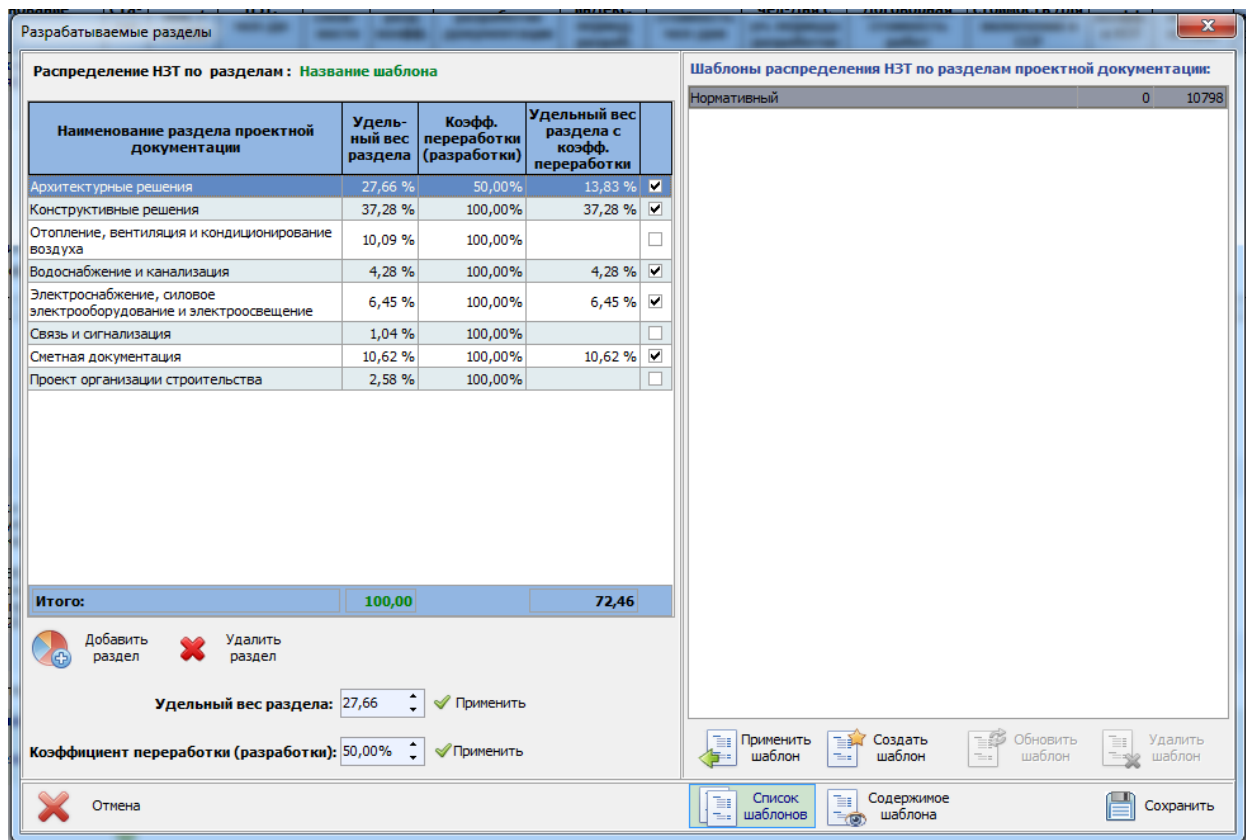 Разрабатываемые разделы
Распределение НЗТ по разделам : Название шаблона
Шаблоны распределения НЗТ по разделам проектной документации:
Нормативный 0 10798
Наименование раздела проектной
документации
Удель-
ный вес
раздела
Коэфф.
переработки
(разработки)
Удельный вес
раздела с
коэфф.
переработки
Архитектурные решения 27,66 % 50,00% 13,83 %
Конструктивные решения 37,28 % 100,00% 37,28 %
Отопление, вентиляция и кондиционирование
воздуха 10,09 % 100,00%
Водоснабжение и канализация 4,28 % 100,00% 4,28 %
Электроснабжение, силовое
электрооборудование и электроосвещение 6,45 % 100,00% 6,45 %
Связь и сигнализация 1,04 % 100,00%
Сметная документация 10,62 % 100,00% 10,62 %
Проект организации строительства 2,58 % 100,00%
Итого: 100,00 72,46
Добавить
раздел
Удалить
раздел
Удельный вес раздела: 27,66 Применить
Коэффициент переработки (разработки): 50,00% Применить
Применить
шаблон
Создать
шаблон
Обновить
шаблон
Удалить
шаблон
Отмена
Список
шаблонов
Содержимое
шаблона
Сохранить